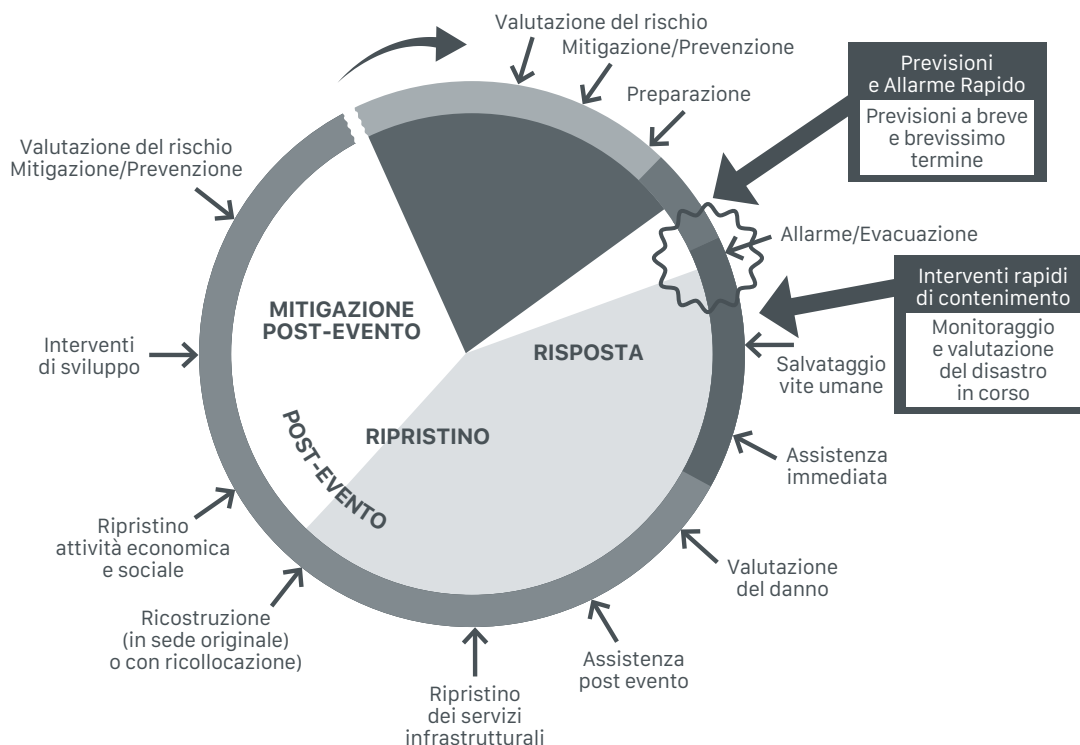 Valutazione del rischio
Mitigazione/Prevenzione
Preparazione
Previsioni
e Allarme Rapido
Previsioni a breve
e brevissimo
termine
Allarme/Evacuazione
Interventi rapidi
di contenimento
Monitoraggio
e valutazione
del disastro
in corso
Salvataggio
vite umane
Assistenza
immediata
Valutazione
del danno
Assistenza
post evento
Ripristino
dei servizi
infrastrutturali
Ricostruzione
(in sede originale)
o con ricollocazione)
Ripristino
attività economica
e sociale
Interventi
di sviluppo
Valutazione del rischio
Mitigazione/Prevenzione
MITIGAZIONE
POST-EVENTO
RISPOSTA
RIPRISTINO
POST-EVENTO